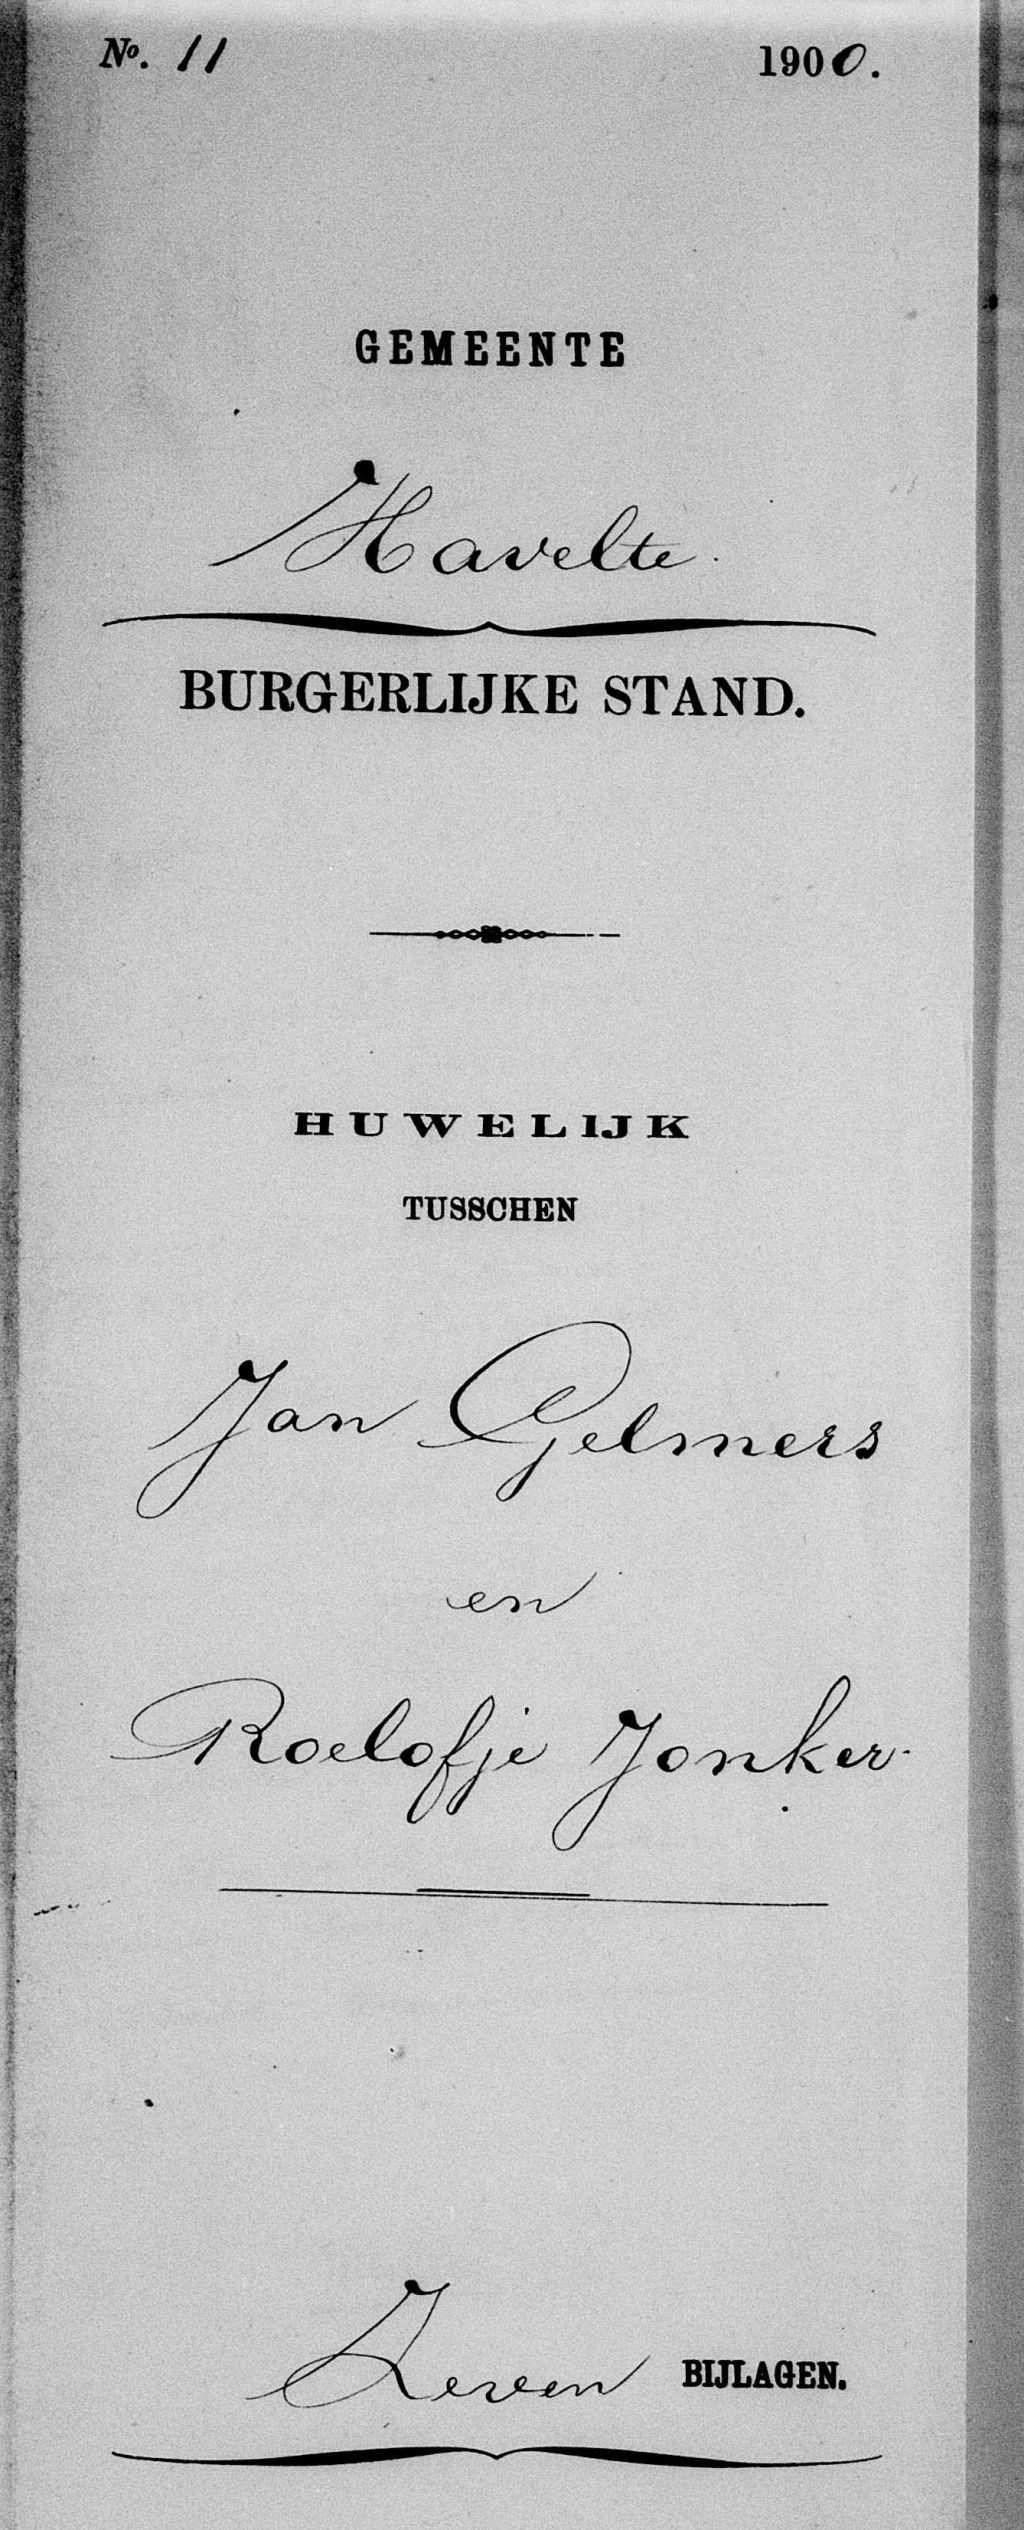 No. 11 1900.
GEMEENTE
Havelte.
BURGERLIJKE STAND.
HUWELIJK
TUSSCHEN
Jan Gelmers
en
Roelofje Jonker.
Zeven BIJLAGEN.